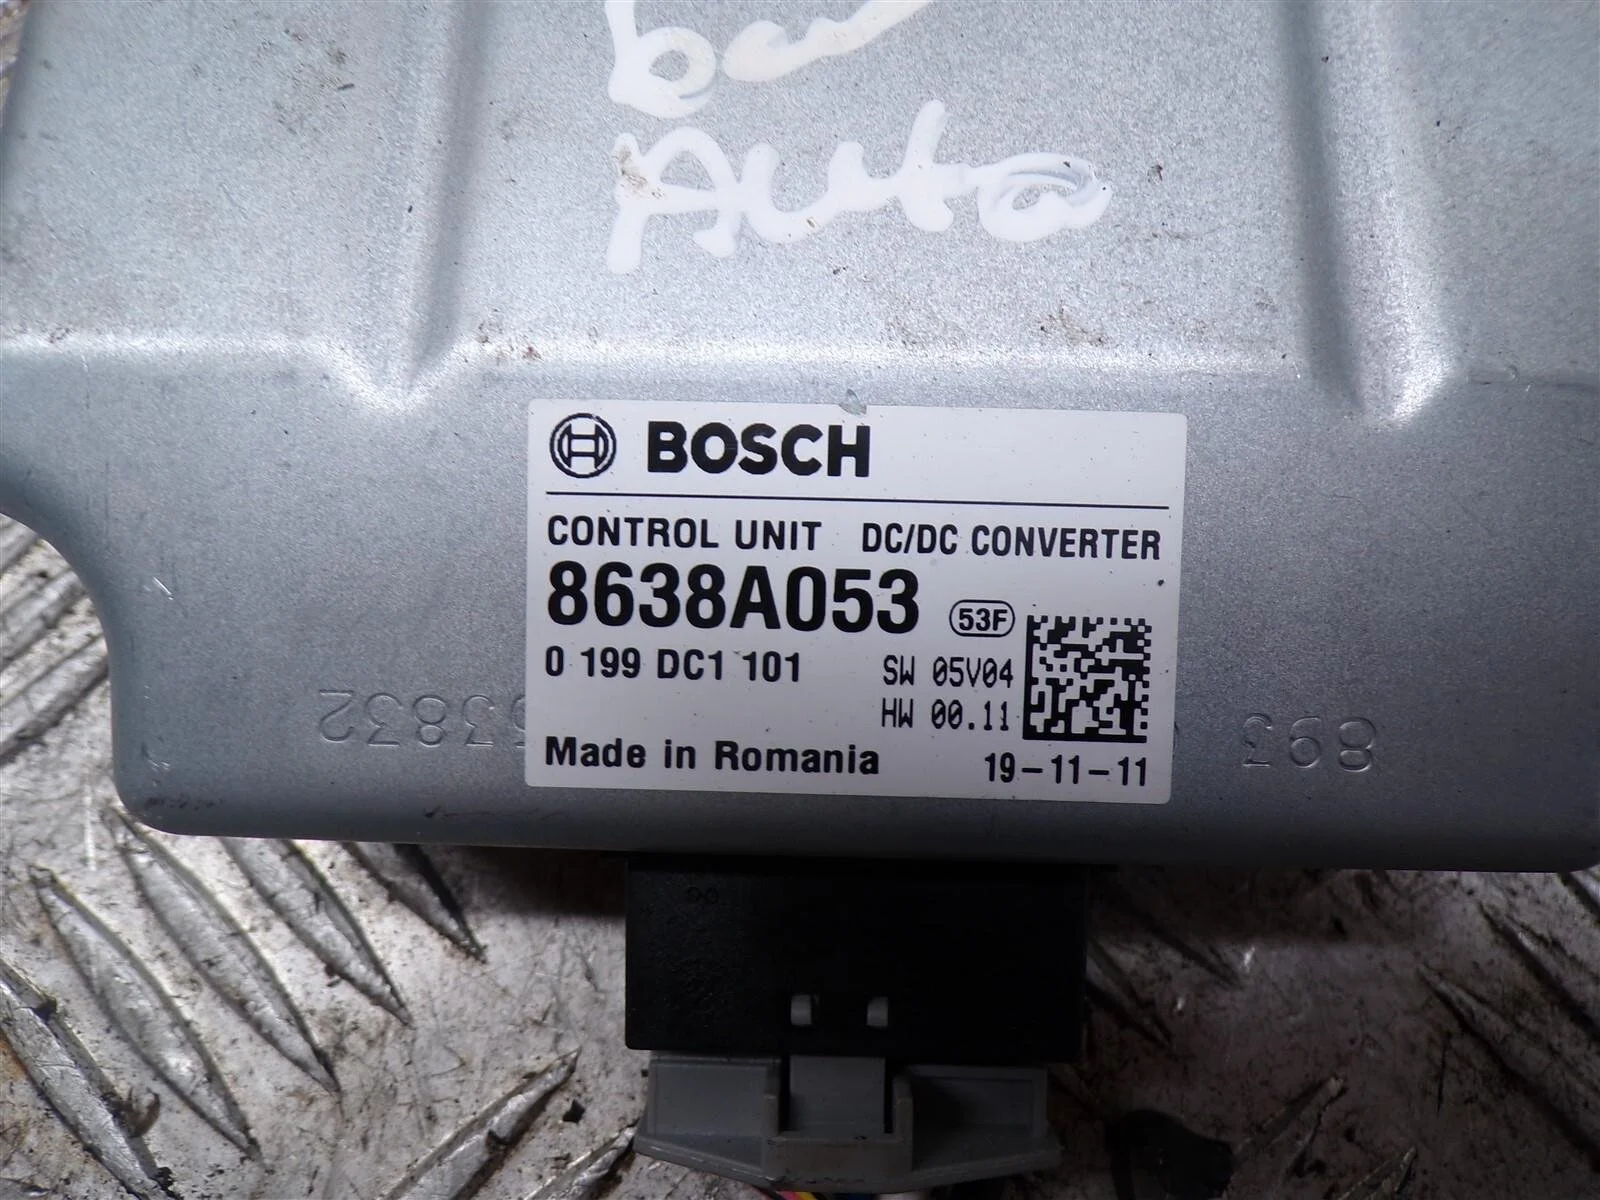 Auto
BOSCH
CONTROL UNIT DC/DC CONVERTER
8638A053 53F
0 199 DC1 101 SW 05V04
HW 00.11
Made in Romania 19-11-11